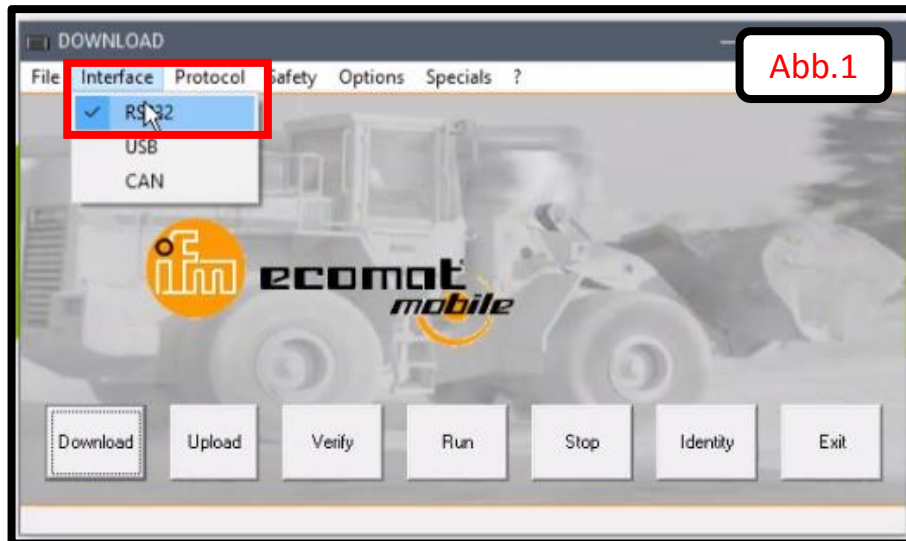 DOWNLOAD
Abb.1
File Interface Protocol Safety Options Specials ?
RS232
USB
CAN
ifm ecomat
mobile
Download Upload Verify Run Stop Identity Exit